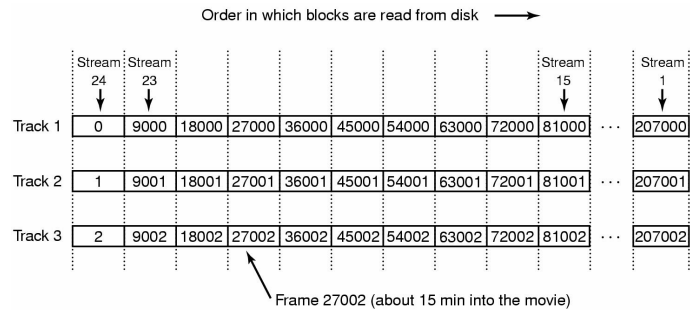 Order in which blocks are read from disk
Stream Stream Stream Stream
24 23 15 1
Track 1 0 9000 18000 27000 36000 45000 54000 63000 72000 81000 ... 207000
Track 2 1 9001 18001 27001 36001 45001 54001 63001 72001 81001 ... 207001
Track 3 2 9002 18002 27002 36002 45002 54002 63002 72002 81002 ... 207002
Frame 27002 (about 15 min into the movie)